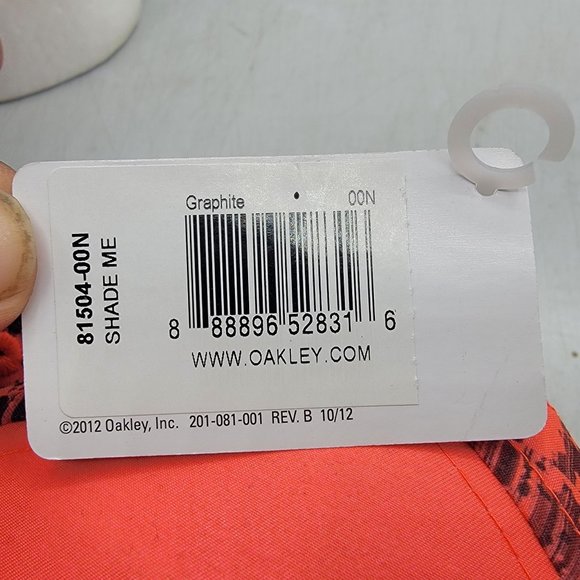 Graphite 00N
81504-00N
SHADE ME
8 88896 52831 6
WWW.OAKLEY.COM
©2012 Oakley, Inc. 201-081-001 REV. B 10/12